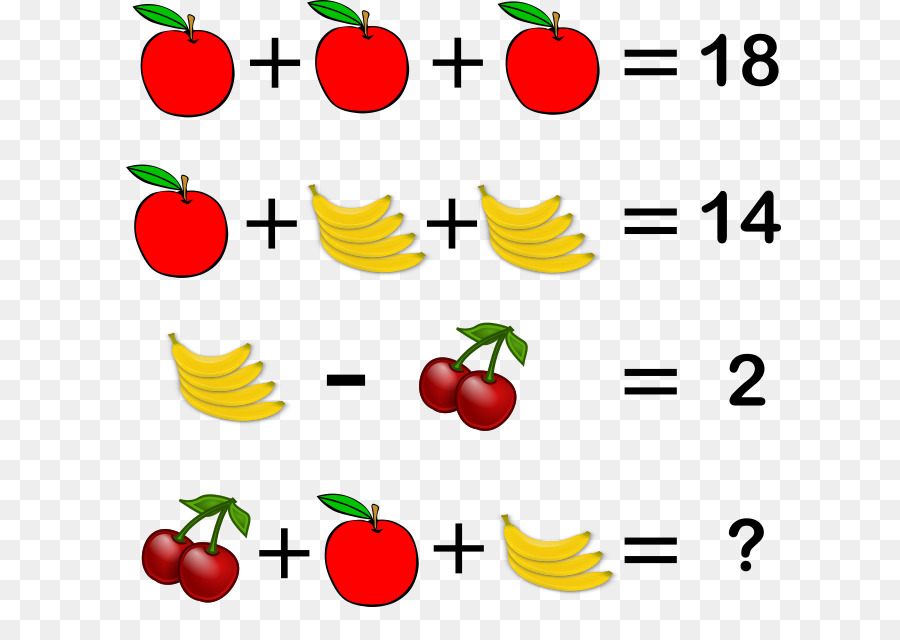 + + = 18
+ + = 14
- = 2
+ + = ?